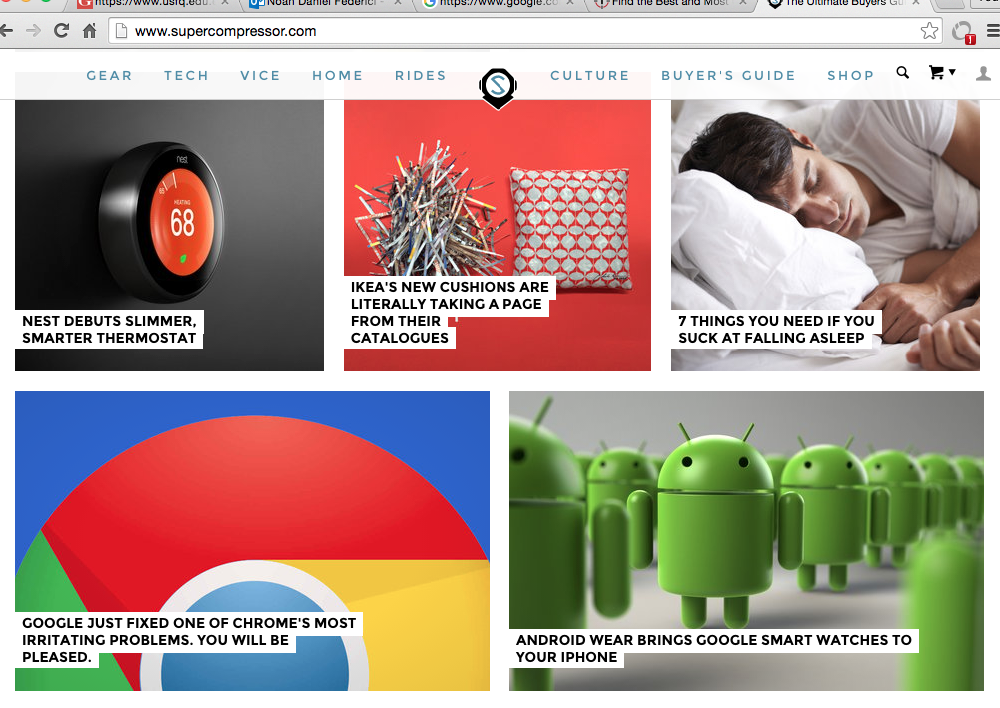 https://www.usfq.edu.
Noah Daniel Federici -
https://www.google.co
Find the Best and Most
The Ultimate Buyers Gu
www.supercompressor.com
1
GEAR TECH VICE HOME RIDES S CULTURE BUYER'S GUIDE SHOP
nest
HEATING
68
NEST DEBUTS SLIMMER,
SMARTER THERMOSTAT
IKEA'S NEW CUSHIONS ARE
LITERALLY TAKING A PAGE
FROM THEIR
CATALOGUES
7 THINGS YOU NEED IF YOU
SUCK AT FALLING ASLEEP
GOOGLE JUST FIXED ONE OF CHROME'S MOST
IRRITATING PROBLEMS. YOU WILL BE
PLEASED.
ANDROID WEAR BRINGS GOOGLE SMART WATCHES TO
YOUR IPHONE